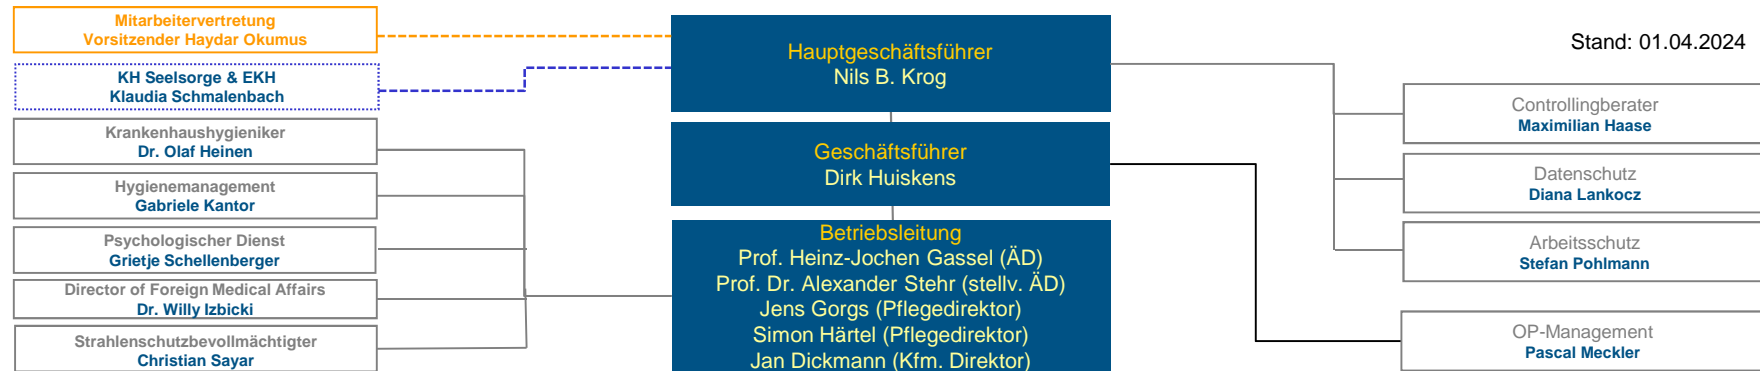 Mitarbeitervertretung
Vorsitzender Haydar Okumus
KH Seelsorge & EKH
Klaudia Schmalenbach
Krankenhaushygieniker
Dr. Olaf Heinen
Hygienemanagement
Gabriele Kantor
Psychologischer Dienst
Grietje Schellenberger
Director of Foreign Medical Affairs
Dr. Willy Izbicki
Strahlenschutzbevollmächtigter
Christian Sayar
Hauptgeschäftsführer
Nils B. Krog
Geschäftsführer
Dirk Huiskens
Betriebsleitung
Prof. Heinz-Jochen Gassel (ÄD)
Prof. Dr. Alexander Stehr (stellv. ÄD)
Jens Gorgs (Pflegedirektor)
Simon Härtel (Pflegedirektor)
Jan Dickmann (Kfm. Direktor)
Stand: 01.04.2024
Controllingberater
Maximilian Haase
Datenschutz
Diana Lankocz
Arbeitsschutz
Stefan Pohlmann
OP-Management
Pascal Meckler